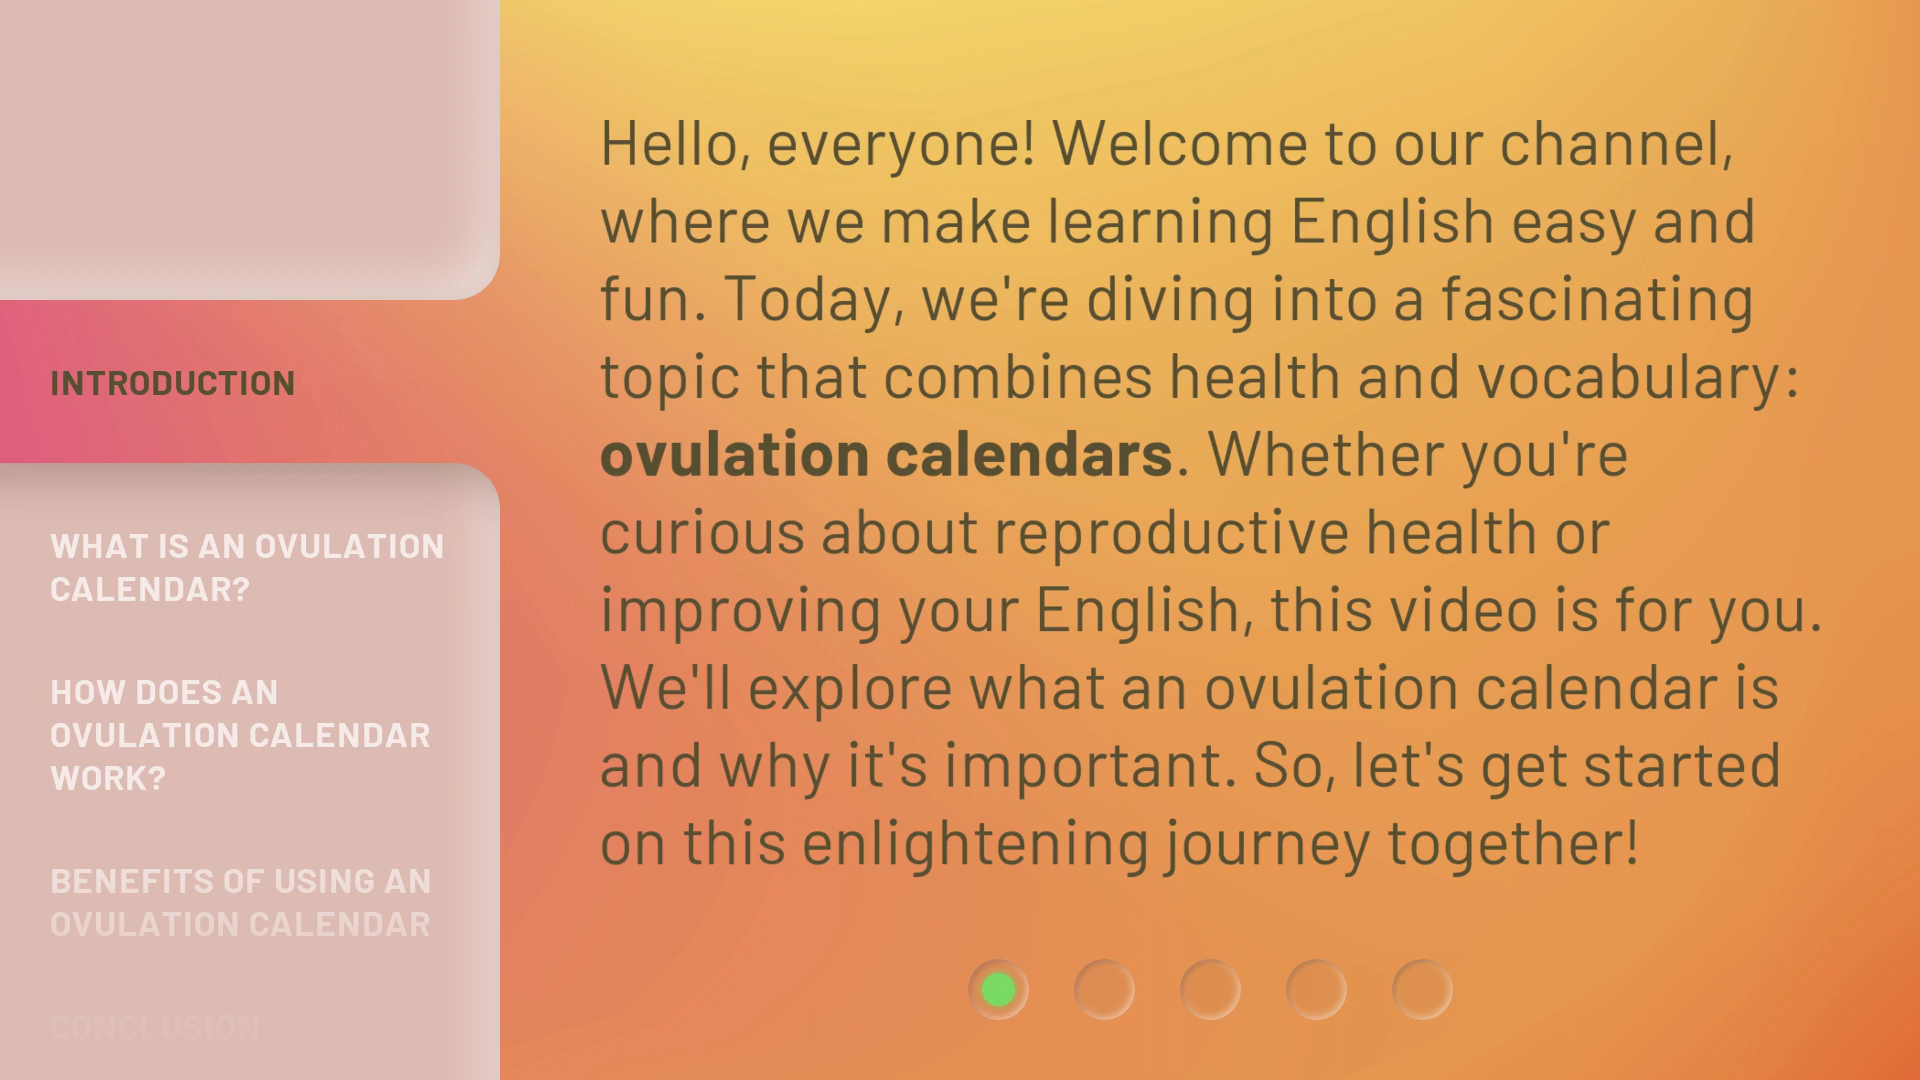 INTRODUCTION
WHAT IS AN OVULATION
CALENDAR?
HOW DOES AN
OVULATION CALENDAR
WORK?
BENEFITS OF USING AN
OVULATION CALENDAR
CONCLUSION
Hello, everyone! Welcome to our channel,
where we make learning English easy and
fun. Today, we're diving into a fascinating
topic that combines health and vocabulary:
ovulation calendars. Whether you're
curious about reproductive health or
improving your English, this video is for you.
We'll explore what an ovulation calendar is
and why it's important. So, let's get started
on this enlightening journey together!